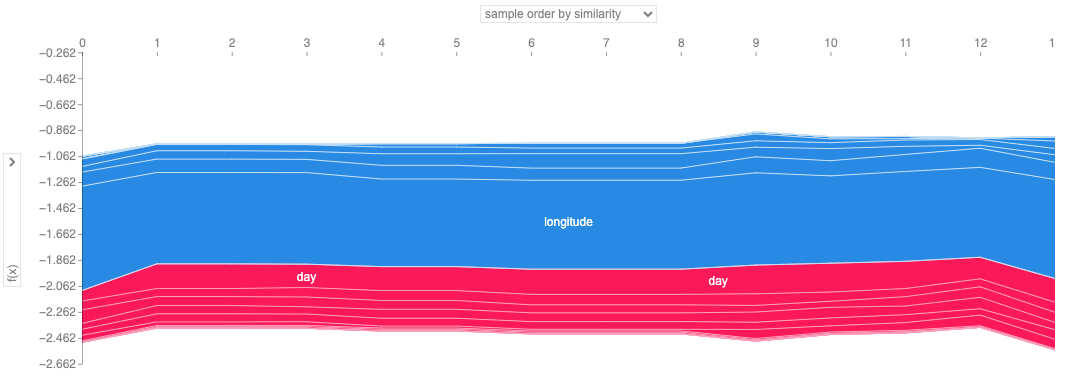 sample order by similarity
0 1 2 3 4 5 6 7 8 9 10 11 12 1
−0.262
−0.462
−0.662
−0.862
−1.062
−1.262
−1.462
−1.662
−1.862
−2.062
−2.262
−2.462
−2.662
f(x)
longitude
day
day